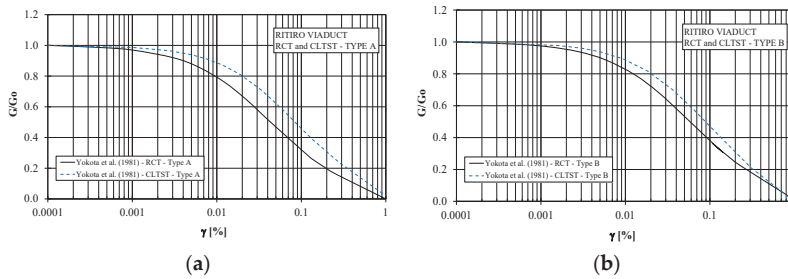 RITIRO VIADUCT
RCT and CLTST - TYPE A
G/Go
1.2
1.0
0.8
0.6
0.4
0.2
0.0
Yokota et al. (1981) - RCT - Type A
Yokota et al. (1981) - CLTST - Type A
0.0001
0.001
0.01
0.1
1
γ [%]
(a)
RITIRO VIADUCT
RCT and CLTST - TYPE B
G/Go
1.2
1.0
0.8
0.6
0.4
0.2
0.0
Yokota et al. (1981) - RCT - Type B
Yokota et al. (1981) - CLTST - Type B
0.0001
0.001
0.01
0.1
γ [%]
(b)